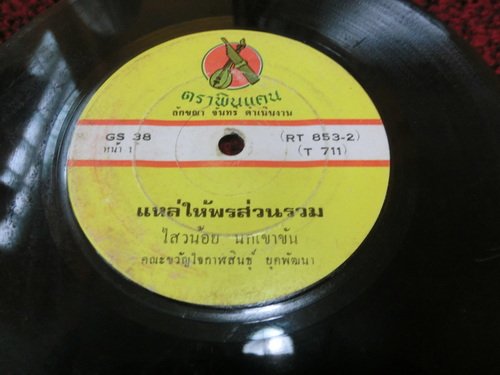 ตราพิณแคน
ลักขณา จันทร ดำเนินงาน
GS 38 (RT 853-2)
หน้า 1 (T 711)
แหล่ให้พรส่วนรวม
ไสวน้อย นกเขาขัน
คณะขวัญใจกาฬสินธุ์ ยุคพัฒนา